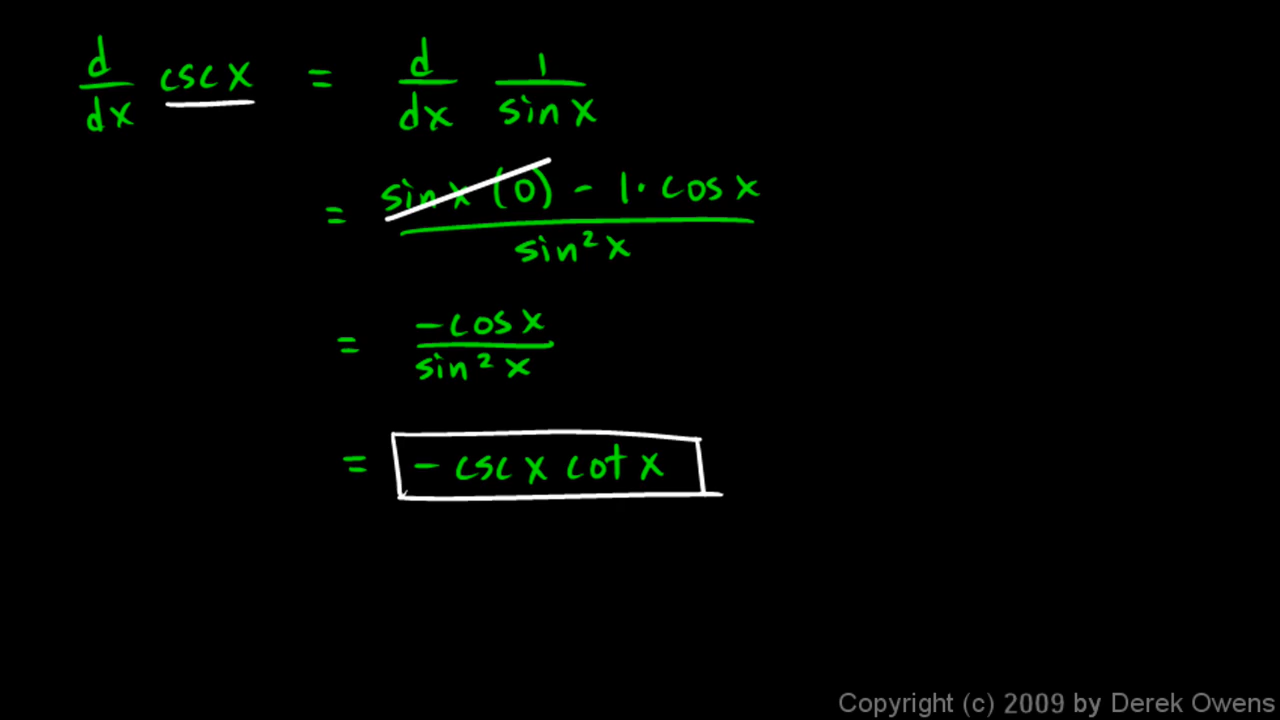 d/dx csc x = d/dx 1/sin x
= (sin x (0) - 1 · cos x)/sin² x
= -cos x/sin² x
= - csc x cot x
Copyright (c) 2009 by Derek Owens